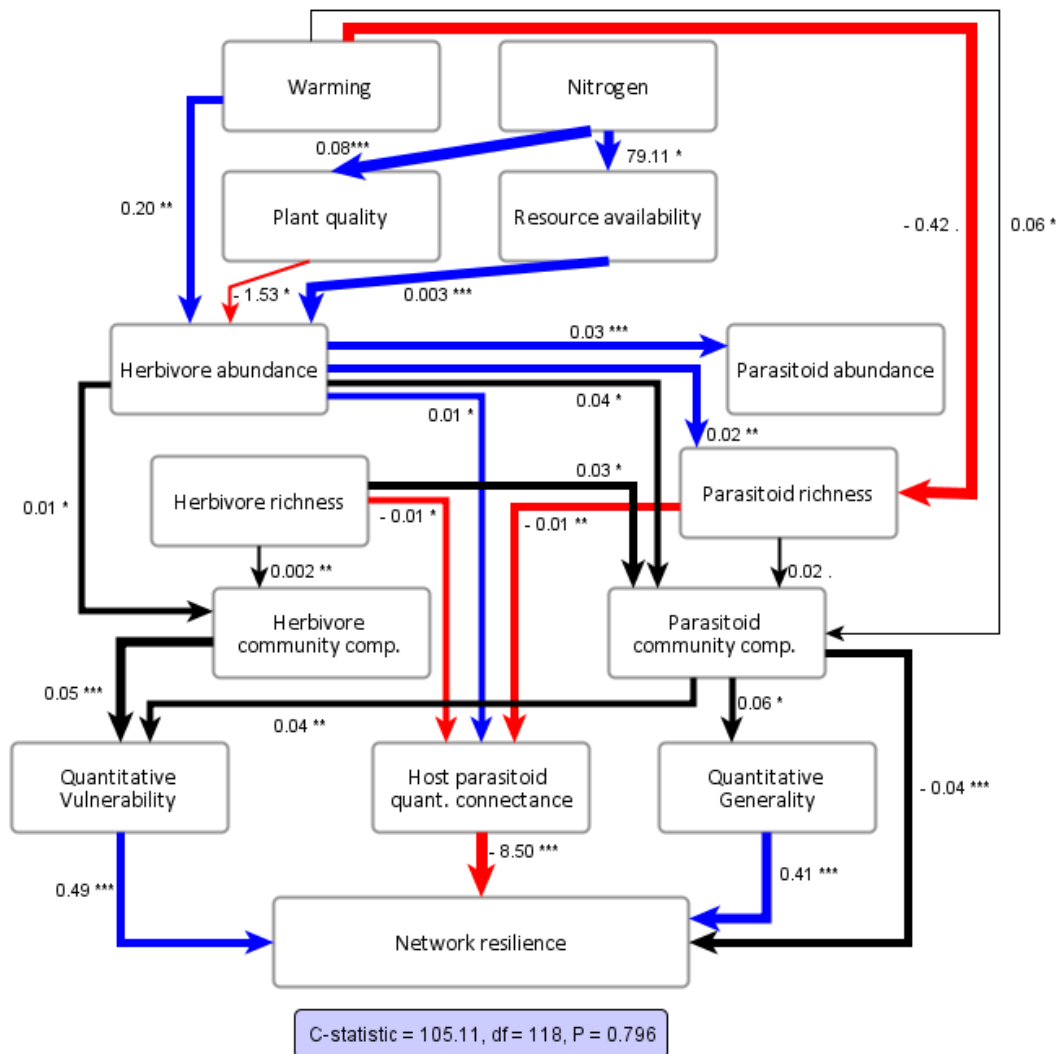 Warming
Nitrogen
0.08***
79.11 *
0.20 **
Plant quality
Resource availability
- 0.42 .
0.06 *
- 1.53 *
0.003 ***
Herbivore abundance
0.03 ***
Parasitoid abundance
0.01 *
0.04 *
0.02 **
Herbivore richness
0.03 *
Parasitoid richness
0.01 *
- 0.01 *
- 0.01 **
0.002 **
0.02 .
Herbivore
community comp.
Parasitoid
community comp.
0.05 ***
0.04 **
0.06 *
Quantitative
Vulnerability
Host parasitoid
quant. connectance
Quantitative
Generality
- 0.04 ***
0.49 ***
- 8.50 ***
0.41 ***
Network resilience
C-statistic = 105.11, df = 118, P = 0.796